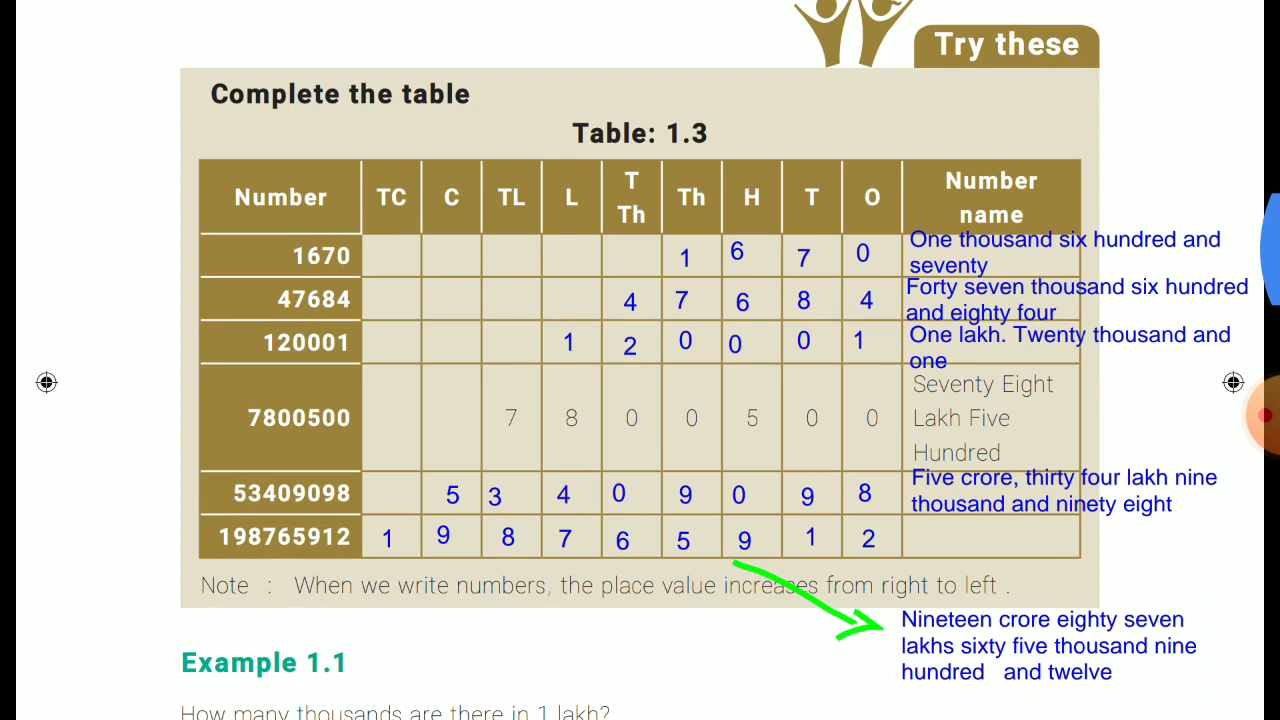 Try these
Complete the table
Table: 1.3
Number TC C TL L T Th Th H T O Number name
1670 1 6 7 0 One thousand six hundred and seventy
47684 4 7 6 8 4 Forty seven thousand six hundred and eighty four
120001 1 2 0 0 0 1 One lakh. Twenty thousand and one
7800500 7 8 0 0 5 0 0 Seventy Eight Lakh Five Hundred
53409098 5 3 4 0 9 0 9 8 Five crore, thirty four lakh nine thousand and ninety eight
198765912 1 9 8 7 6 5 9 1 2
Note : When we write numbers, the place value increases from right to left .
Nineteen crore eighty seven
lakhs sixty five thousand nine
hundred and twelve
Example 1.1
How many thousands are there in 1 lakh?